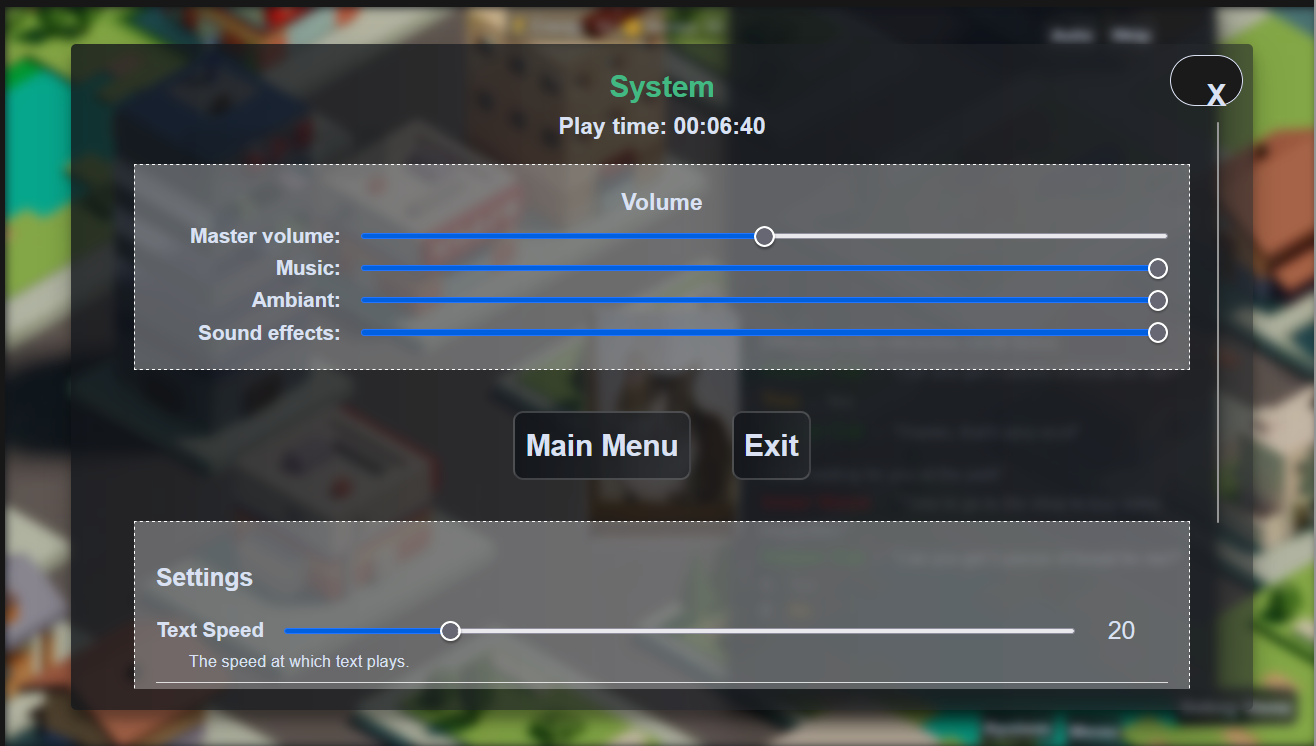 System
X
Play time: 00:06:40
Volume
Master volume:
Music:
Ambiant:
Sound effects:
Main Menu Exit
Settings
Text Speed 20
The speed at which text plays.